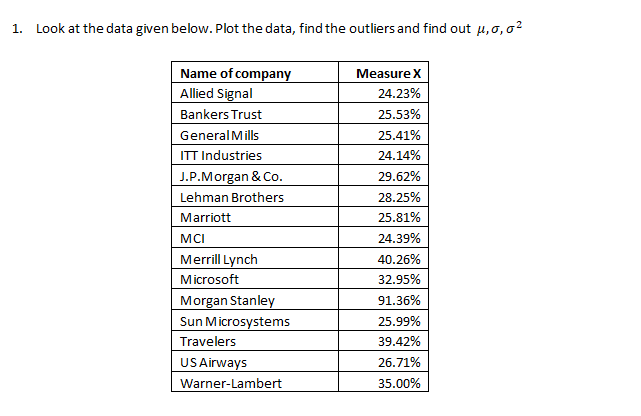 1. Look at the data given below. Plot the data, find the outliers and find out μ,σ,σ²
Name of company Measure X
Allied Signal 24.23%
Bankers Trust 25.53%
General Mills 25.41%
ITT Industries 24.14%
J.P.Morgan & Co. 29.62%
Lehman Brothers 28.25%
Marriott 25.81%
MCI 24.39%
Merrill Lynch 40.26%
Microsoft 32.95%
Morgan Stanley 91.36%
Sun Microsystems 25.99%
Travelers 39.42%
US Airways 26.71%
Warner-Lambert 35.00%